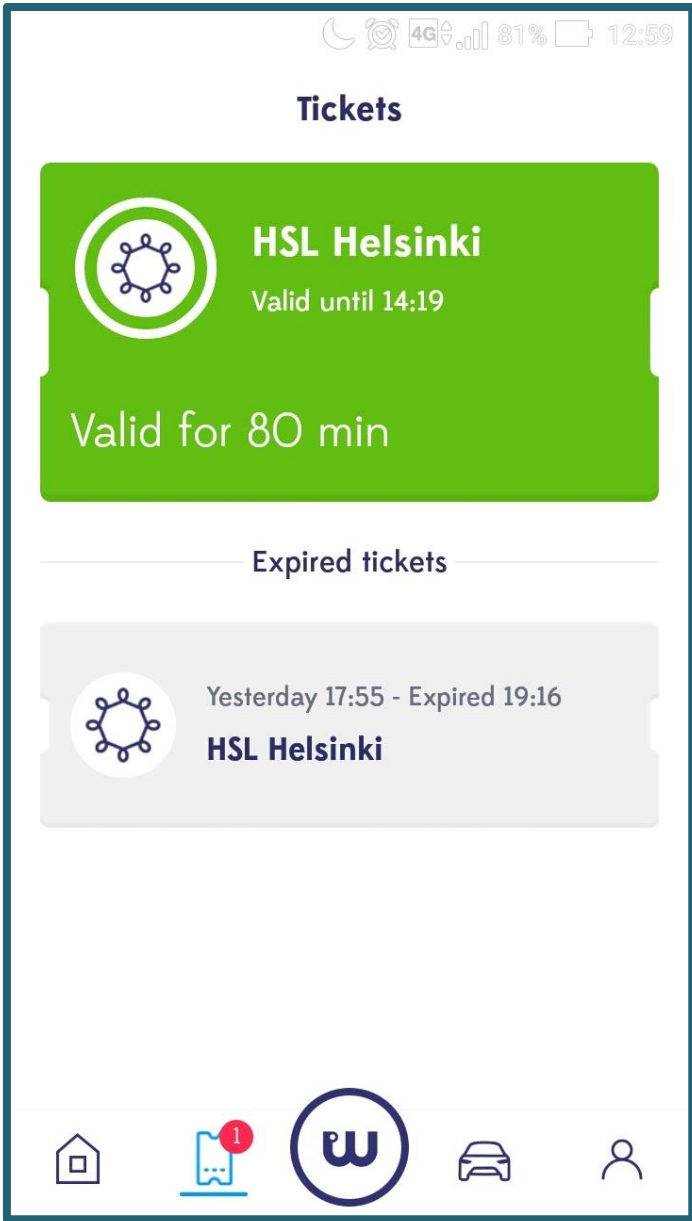 4G 81% 12:59
Tickets
HSL Helsinki
Valid until 14:19
Valid for 80 min
Expired tickets
Yesterday 17:55 - Expired 19:16
HSL Helsinki
1
w